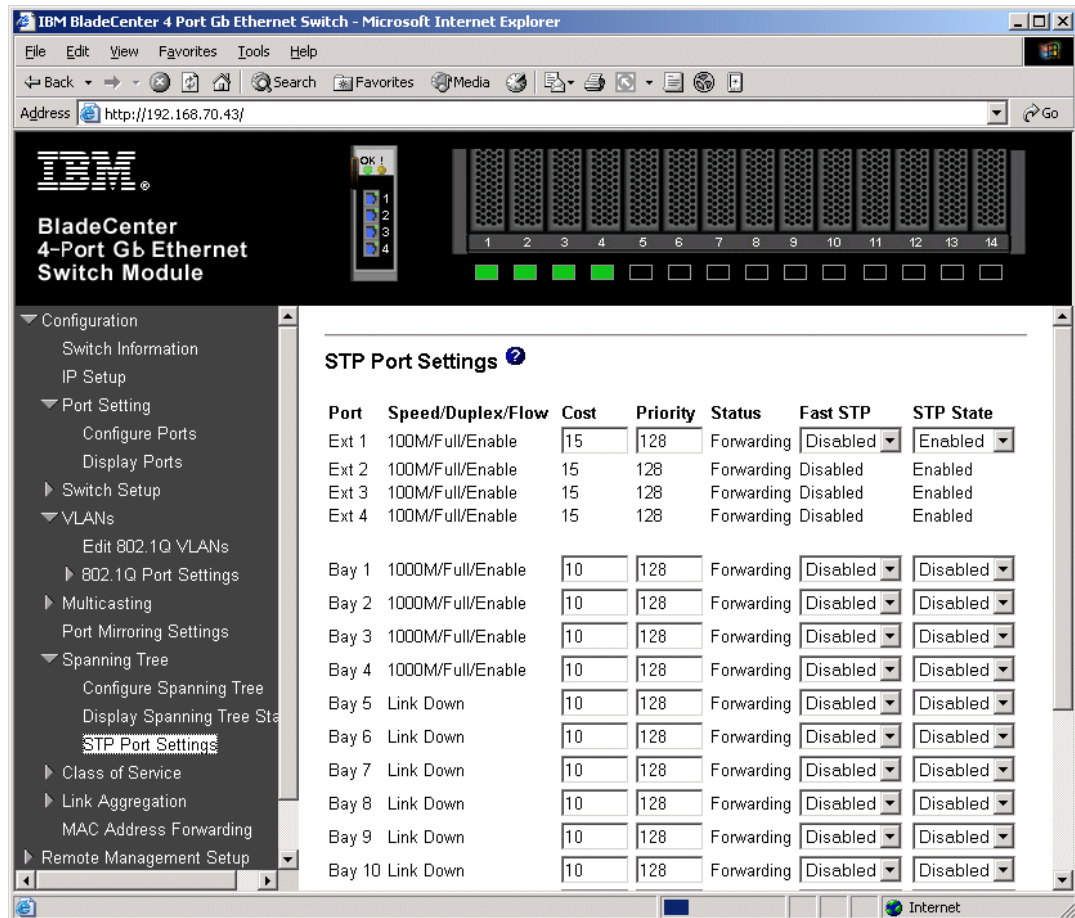 IBM BladeCenter 4 Port Gb Ethernet Switch - Microsoft Internet Explorer
File Edit View Favorites Tools Help
Back Search Favorites Media
Address http://192.168.70.43/ Go
IBM®
BladeCenter
4-Port Gb Ethernet
Switch Module
OK !
1
2
3
4
1 2 3 4 5 6 7 8 9 10 11 12 13 14
Configuration
Switch Information
IP Setup
Port Setting
Configure Ports
Display Ports
Switch Setup
VLANs
Edit 802.1Q VLANs
802.1Q Port Settings
Multicasting
Port Mirroring Settings
Spanning Tree
Configure Spanning Tree
Display Spanning Tree Sta
STP Port Settings
Class of Service
Link Aggregation
MAC Address Forwarding
Remote Management Setup
STP Port Settings ?
Port Speed/Duplex/Flow Cost Priority Status Fast STP STP State
Ext 1 100M/Full/Enable 15 128 Forwarding Disabled Enabled
Ext 2 100M/Full/Enable 15 128 Forwarding Disabled Enabled
Ext 3 100M/Full/Enable 15 128 Forwarding Disabled Enabled
Ext 4 100M/Full/Enable 15 128 Forwarding Disabled Enabled
Bay 1 1000M/Full/Enable 10 128 Forwarding Disabled Disabled
Bay 2 1000M/Full/Enable 10 128 Forwarding Disabled Disabled
Bay 3 1000M/Full/Enable 10 128 Forwarding Disabled Disabled
Bay 4 1000M/Full/Enable 10 128 Forwarding Disabled Disabled
Bay 5 Link Down 10 128 Forwarding Disabled Disabled
Bay 6 Link Down 10 128 Forwarding Disabled Disabled
Bay 7 Link Down 10 128 Forwarding Disabled Disabled
Bay 8 Link Down 10 128 Forwarding Disabled Disabled
Bay 9 Link Down 10 128 Forwarding Disabled Disabled
Bay 10 Link Down 10 128 Forwarding Disabled Disabled
Internet